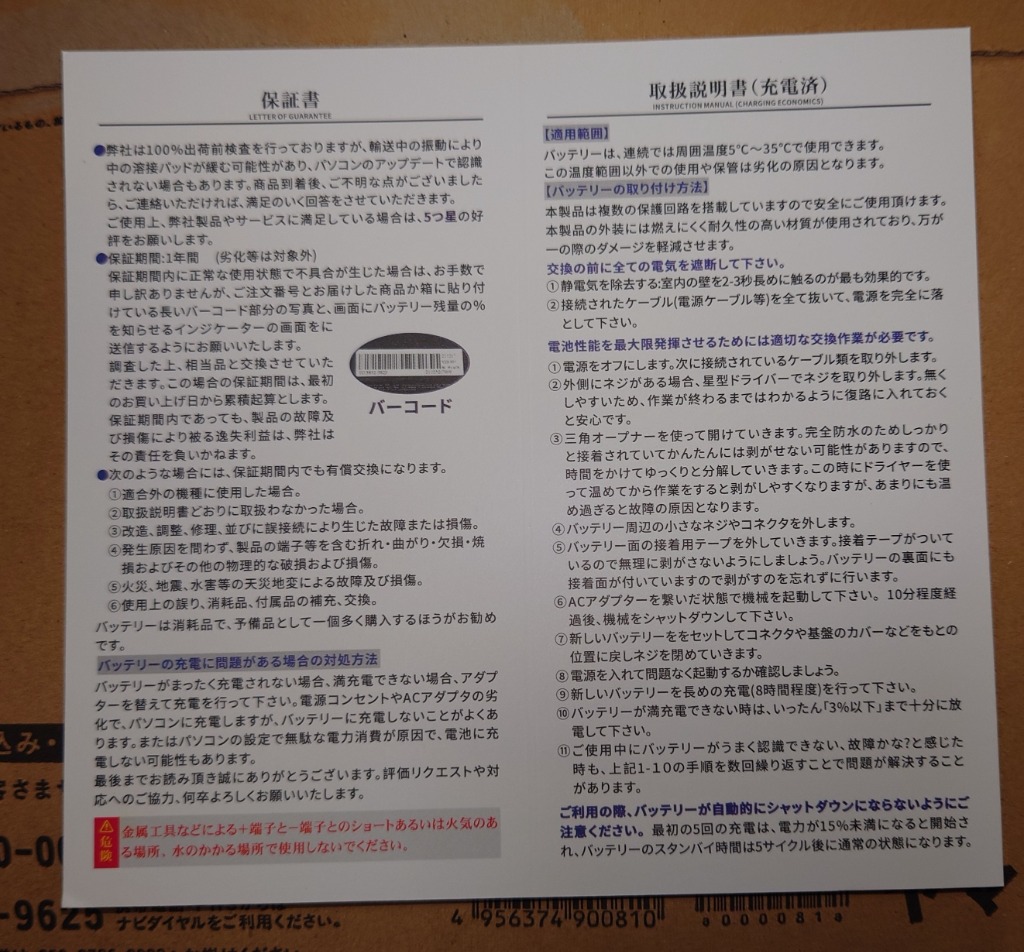 保証書
LETTER OF GUARANTEE
●弊社は100%出荷前検査を行っておりますが、輸送中の振動により
中の溶接パッドが緩む可能性があり、パソコンのアップデートで認識
されない場合もあります。商品到着後、ご不明な点がございました
ら、ご連絡いただければ、満足のいく回答をさせていただきます。
ご使用上、弊社製品やサービスに満足している場合は、5つ星の好
評をお願いします。
●保証期間:1年間 (劣化等は対象外)
保証期間内に正常な使用状態で不具合が生じた場合は、お手数で
申し訳ありませんが、ご注文番号とお届けした商品か箱に貼り付
けている長いバーコード部分の写真と、画面にバッテリー残量の%
を知らせるインジケーターの画面をに
送信するようにお願いいたします。
調査した上、相当品と交換させていた
だきます。この場合の保証期間は、最初
のお買い上げ日から累積起算とします。
保証期間内であっても、製品の故障及
び損傷により被る逸失利益は、弊社は
その責任を負いかねます。
バーコード
●次のような場合には、保証期間内でも有償交換になります。
①適合外の機種に使用した場合。
②取扱説明書どおりに取扱わなかった場合。
③改造、調整、修理、並びに誤接続により生じた故障または損傷。
④発生原因を問わず、製品の端子等を含む折れ・曲がり・欠損・焼
損およびその他の物理的な破損および損傷。
⑤火災、地震、水害等の天災地変による故障及び損傷。
⑥使用上の誤り、消耗品、付属品の補充、交換。
バッテリーは消耗品で、予備品として一個多く購入するほうがお勧め
です。
バッテリーの充電に問題がある場合の対処方法
バッテリーがまったく充電されない場合、満充電できない場合、アダプ
ターを替えて充電を行って下さい。電源コンセントやACアダプタの劣
化で、パソコンに充電しますが、バッテリーに充電しないことがよくあ
ります。またはパソコンの設定で無駄な電力消費が原因で、電池に充
電しない可能性もあります。
最後までお読み頂き誠にありがとうございます。評価リクエストや対
応へのご協力、何卒よろしくお願いいたします。
危険
金属工具などによる+端子と−端子とのショートあるいは火気のあ
る場所、水のかかる場所で使用しないでください。
取扱説明書(充電済)
INSTRUCTION MANUAL (CHARGING ECONOMICS)
【適用範囲】
バッテリーは、連続では周囲温度5℃〜35℃で使用できます。
この温度範囲以外での使用や保管は劣化の原因となります。
【バッテリーの取り付け方法】
本製品は複数の保護回路を搭載していますので安全にご使用頂けます。
本製品の外装には燃えにくく耐久性の高い材質が使用されており、万が
一の際のダメージを軽減させます。
交換の前に全ての電気を遮断して下さい。
①静電気を除去する:室内の壁を2-3秒長めに触るのが最も効果的です。
②接続されたケーブル(電源ケーブル等)を全て抜いて、電源を完全に落
として下さい。
電池性能を最大限発揮させるためには適切な交換作業が必要です。
①電源をオフにします。次に接続されているケーブル類を取り外します。
②外側にネジがある場合、星型ドライバーでネジを取り外します。無く
しやすいため、作業が終わるまではわかるように復路に入れておく
と安心です。
③三角オープナーを使って開けていきます。完全防水のためしっかり
と接着されていてかんたんには剥がせない可能性がありますので、
時間をかけてゆっくりと分解していきます。この時にドライヤーを使
って温めてから作業をすると剥がしやすくなりますが、あまりにも温
め過ぎると故障の原因となります。
④バッテリー周辺の小さなネジやコネクタを外します。
⑤バッテリー面の接着用テープを外していきます。接着テープがついて
いるので無理に剥がさないようにしましょう。バッテリーの裏面にも
接着面が付いていますので剥がすのを忘れずに行います。
⑥ACアダプターを繋いだ状態で機械を起動して下さい。10分程度経
過後、機械をシャットダウンして下さい。
⑦新しいバッテリーををセットしてコネクタや基盤のカバーなどをもとの
位置に戻しネジを閉めていきます。
⑧電源を入れて問題なく起動するか確認しましょう。
⑨新しいバッテリーを長めの充電(8時間程度)を行って下さい。
⑩バッテリーが満充電できない時は、いったん「3%以下」まで十分に放
電して下さい。
⑪ご使用中にバッテリーがうまく認識できない、故障かな?と感じた
時も、上記1-10の手順を数回繰り返すことで問題が解決すること
があります。
ご利用の際、バッテリーが自動的にシャットダウンにならないようにご
注意ください。最初の5回の充電は、電力が15%未満になると開始さ
れ、バッテリーのスタンバイ時間は5サイクル後に通常の状態になります。
-9625
ナビダイヤルをご利用ください。
4 956374 900810
a000081a